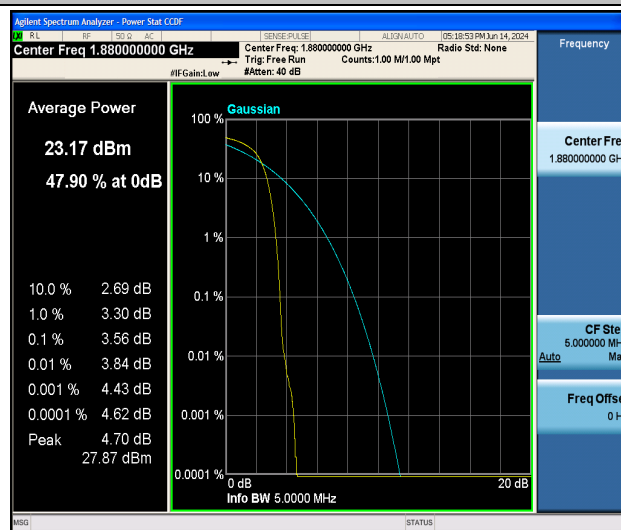 Agilent Spectrum Analyzer - Power Stat CCDF
LXI RL RF 50 Ω AC SENSE:PULSE ALIGN AUTO 05:18:53 PM Jun 14, 2024
Center Freq 1.880000000 GHz
Center Freq: 1.880000000 GHz Radio Std: None
Trig: Free Run Counts:1.00 M/1.00 Mpt
#IFGain:Low #Atten: 40 dB
Frequency
Average Power
23.17 dBm
47.90 % at 0dB
10.0 % 2.69 dB
1.0 % 3.30 dB
0.1 % 3.56 dB
0.01 % 3.84 dB
0.001 % 4.43 dB
0.0001 % 4.62 dB
Peak 4.70 dB
27.87 dBm
Gaussian
100 %
10 %
1 %
0.1 %
0.01 %
0.001 %
0.0001 %
0 dB 20 dB
Info BW 5.0000 MHz
Center Fre
1.880000000 GH
CF Ste
5.000000 MH
Auto Ma
Freq Offse
0 H
MSG STATUS